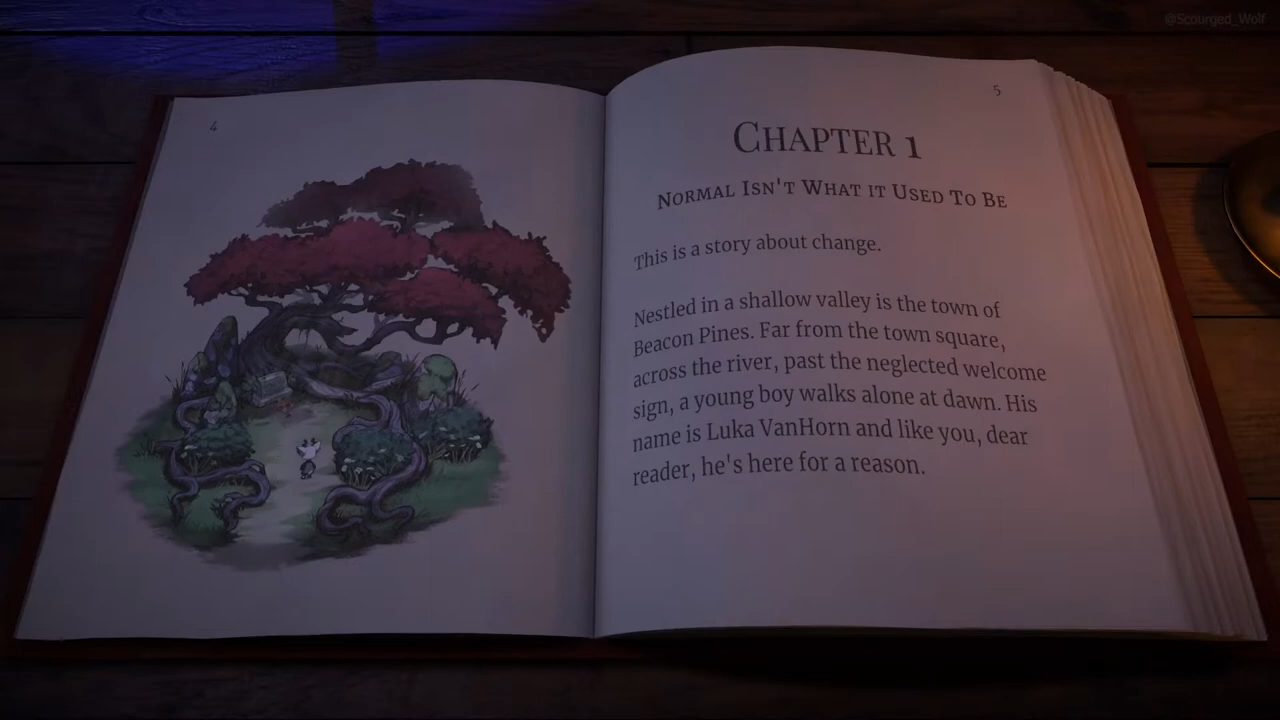 @Scourged_Wolf
4
5
Chapter 1
Normal Isn't What it Used To Be
This is a story about change.
Nestled in a shallow valley is the town of
Beacon Pines. Far from the town square,
across the river, past the neglected welcome
sign, a young boy walks alone at dawn. His
name is Luka VanHorn and like you, dear
reader, he's here for a reason.